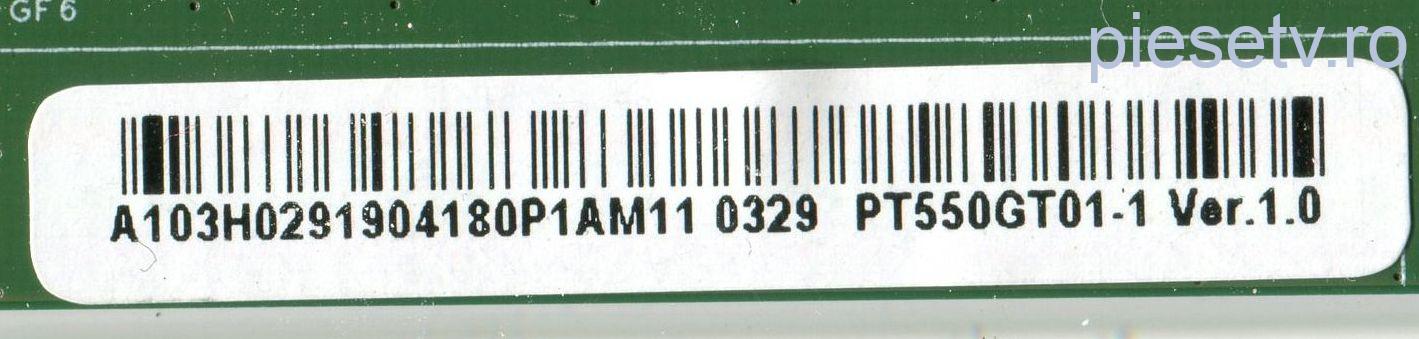 GF 6
piesetv.ro
A103H0291904180P1AM11 0329 PT550GT01-1 Ver.1.0